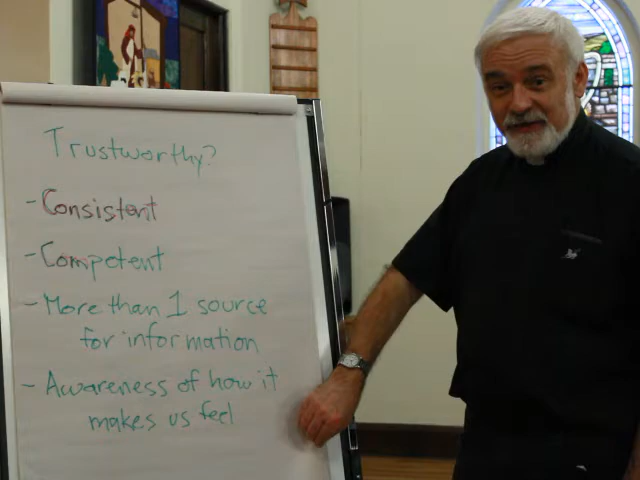 Trustworthy?
- Consistent
- Competent
- More than 1 source
for information
- Awareness of how it
makes us feel